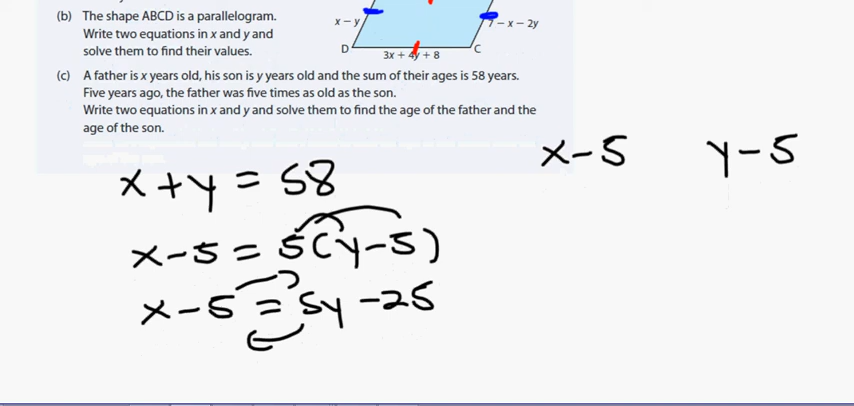 (b) The shape ABCD is a parallelogram.
Write two equations in x and y and
solve them to find their values.
x – y
7 – x – 2y
D
C
3x + 4y + 8
(c) A father is x years old, his son is y years old and the sum of their ages is 58 years.
Five years ago, the father was five times as old as the son.
Write two equations in x and y and solve them to find the age of the father and the
age of the son.
x – 5 y – 5
x + y = 58
x – 5 = 5(y – 5)
x – 5 = 5y – 25